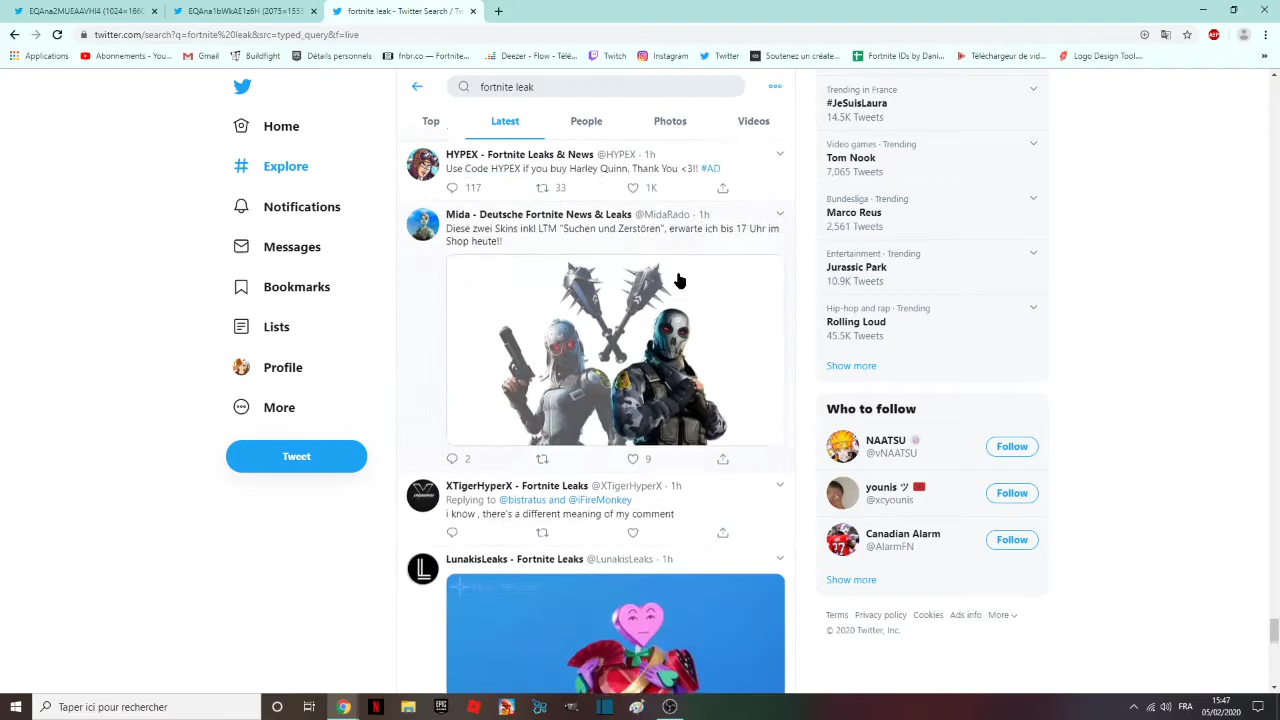 EQAna2MUEAAVHl4 (1024×166
EQAna1bWkAE1z6H (2075×1555
fortnite leak - Twitter Search / Tw
twitter.com/search?q=fortnite%20leak&src=typed_query&f=live
Applications
Abonnements - You...
Gmail
Buildfight
Détails personnels
fnbr.co — Fortnite...
Deezer - Flow - Title...
Twitch
Instagram
Twitter
Soutenez un créate...
Fortnite IDs by Dani...
Téléchargeur de vid...
Logo Design Tool,...
»
ABP
Home
Explore
Notifications
Messages
Bookmarks
Lists
Profile
More
Tweet
fortnite leak
Top Latest People Photos Videos
HYPEX - Fortnite Leaks & News @HYPEX · 1h
Use Code HYPEX if you buy Harley Quinn, Thank You <3!! #AD
117 33 1K
Mida - Deutsche Fortnite News & Leaks @MidaRado · 1h
Diese zwei Skins inkl LTM "Suchen und Zerstören", erwarte ich bis 17 Uhr im
Shop heute!!
2 9
XTigerHyperX - Fortnite Leaks @XTigerHyperX · 1h
Replying to @bistratus and @iFireMonkey
i know , there's a different meaning of my comment
LunakisLeaks - Fortnite Leaks @LunakisLeaks · 1h
Trending in France
#JeSuisLaura
14.5K Tweets
Video games · Trending
Tom Nook
7,065 Tweets
Bundesliga · Trending
Marco Reus
2,561 Tweets
Entertainment · Trending
Jurassic Park
10.9K Tweets
Hip-hop and rap · Trending
Rolling Loud
45.5K Tweets
Show more
Who to follow
NAATSU
@vNAATSU
Follow
younis ツ
@xcyounis
Follow
Canadian Alarm
@AlarmFN
Follow
Show more
Terms Privacy policy Cookies Ads info More
© 2020 Twitter, Inc.
Taper ici pour rechercher
EPIC
FRA
15:47
05/02/2020